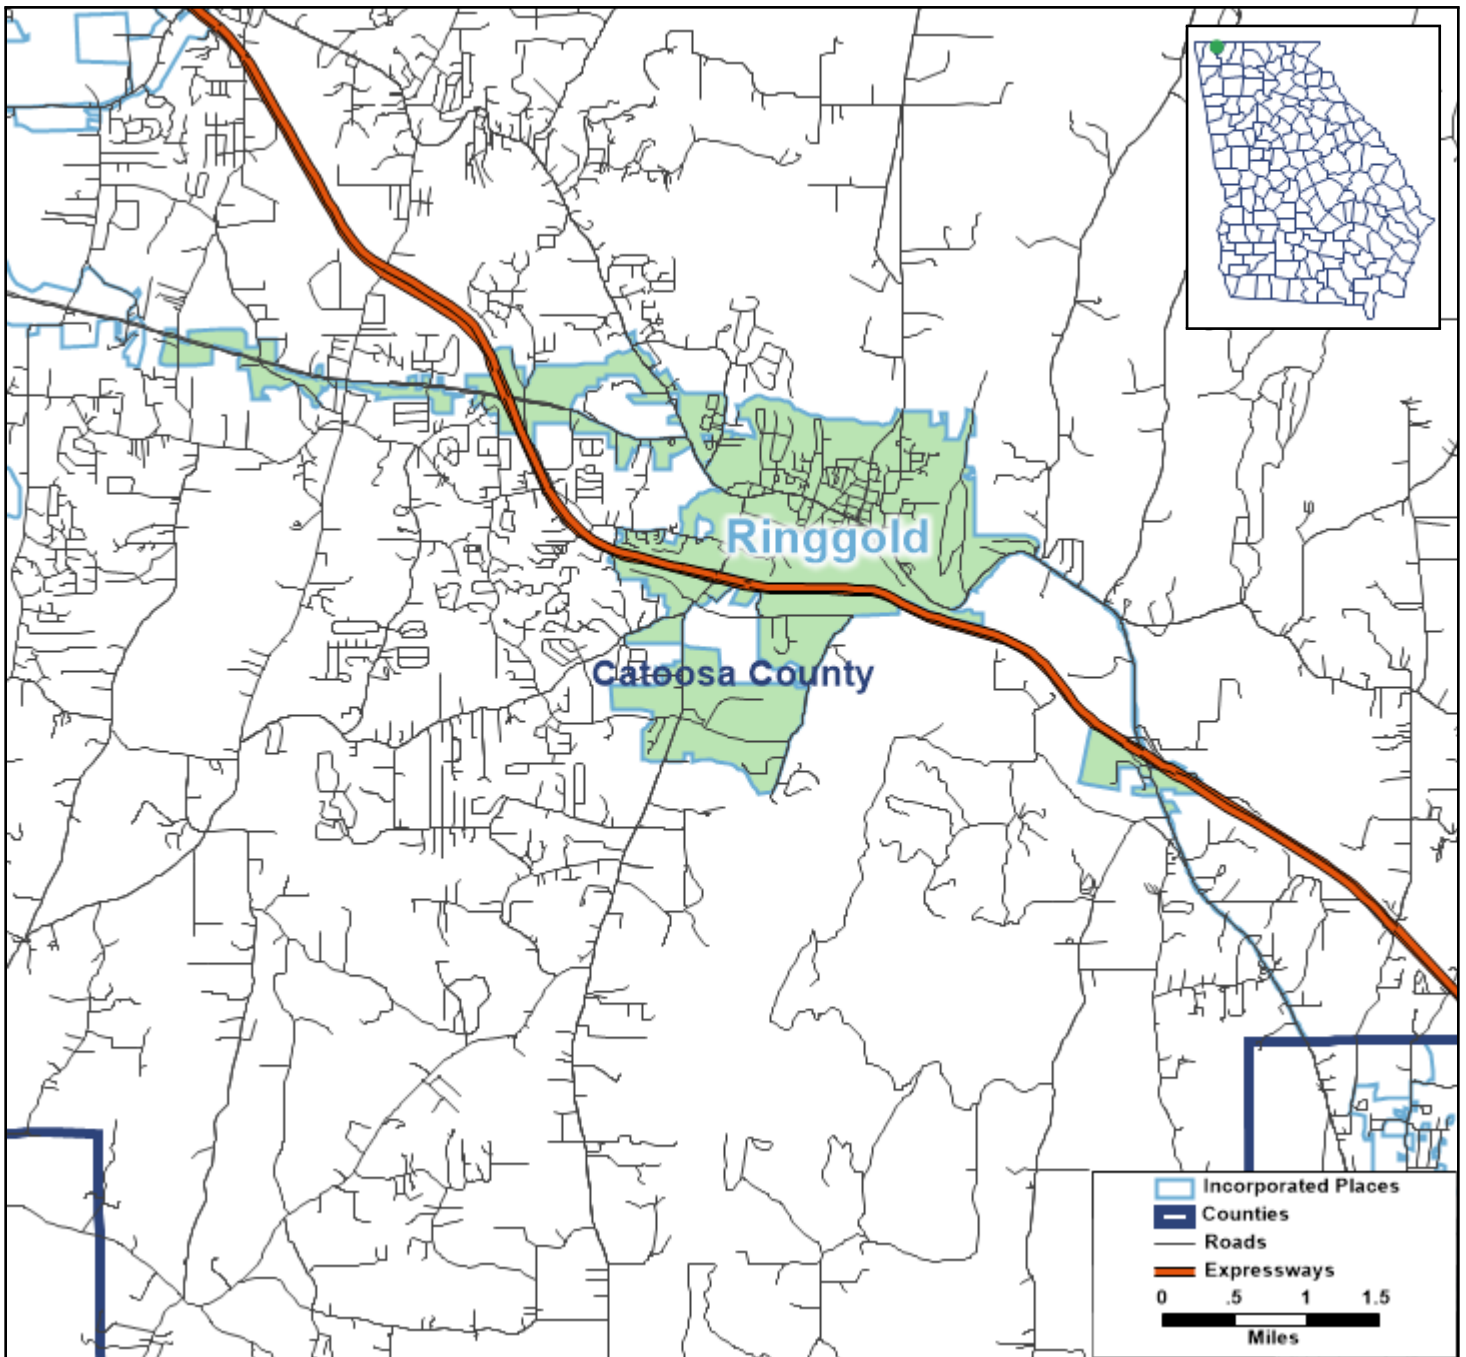 Ringgold
Catoosa County
Incorporated Places
Counties
Roads
Expressways
0 .5 1 1.5
Miles